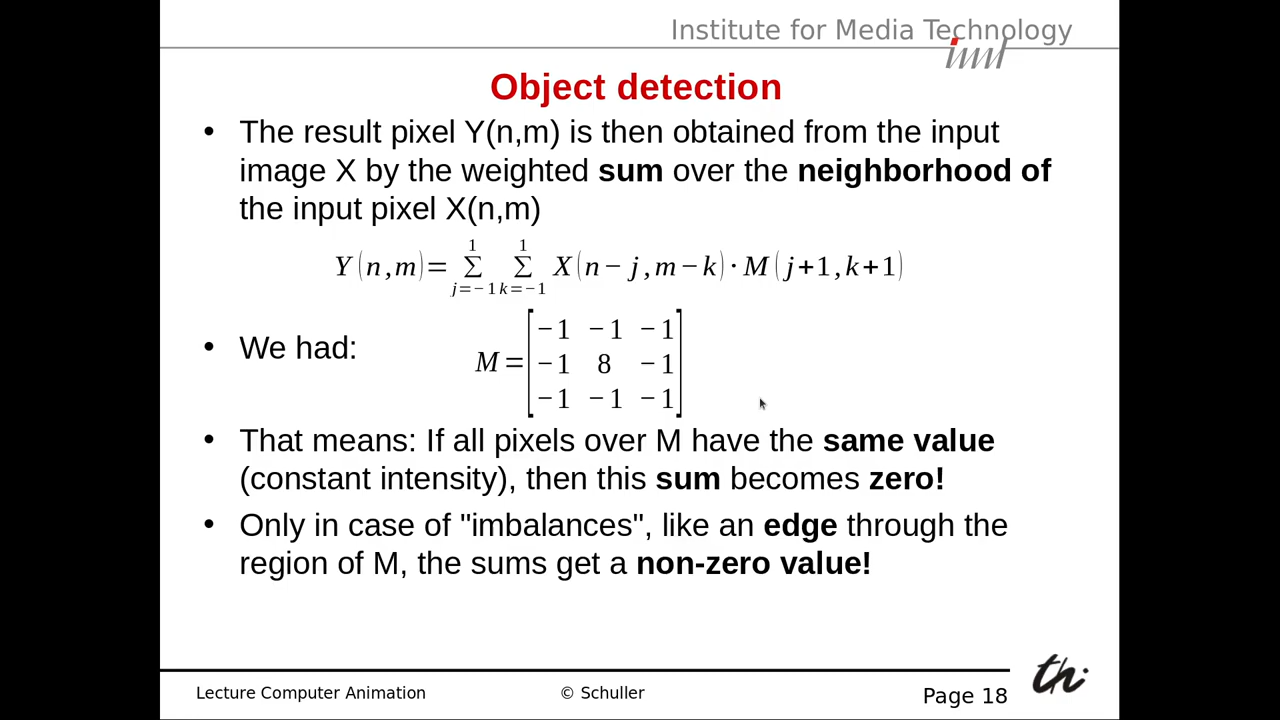 Institute for Media Technology
imt
Object detection
• The result pixel Y(n,m) is then obtained from the input
image X by the weighted sum over the neighborhood of
the input pixel X(n,m)
Y(n,m)=∑_{j=−1}^{1} ∑_{k=−1}^{1} X(n−j,m−k)·M(j+1,k+1)
• We had:
M=[−1 −1 −1
−1 8 −1
−1 −1 −1]
• That means: If all pixels over M have the same value
(constant intensity), then this sum becomes zero!
• Only in case of "imbalances", like an edge through the
region of M, the sums get a non-zero value!
th
Lecture Computer Animation
© Schuller
Page 18